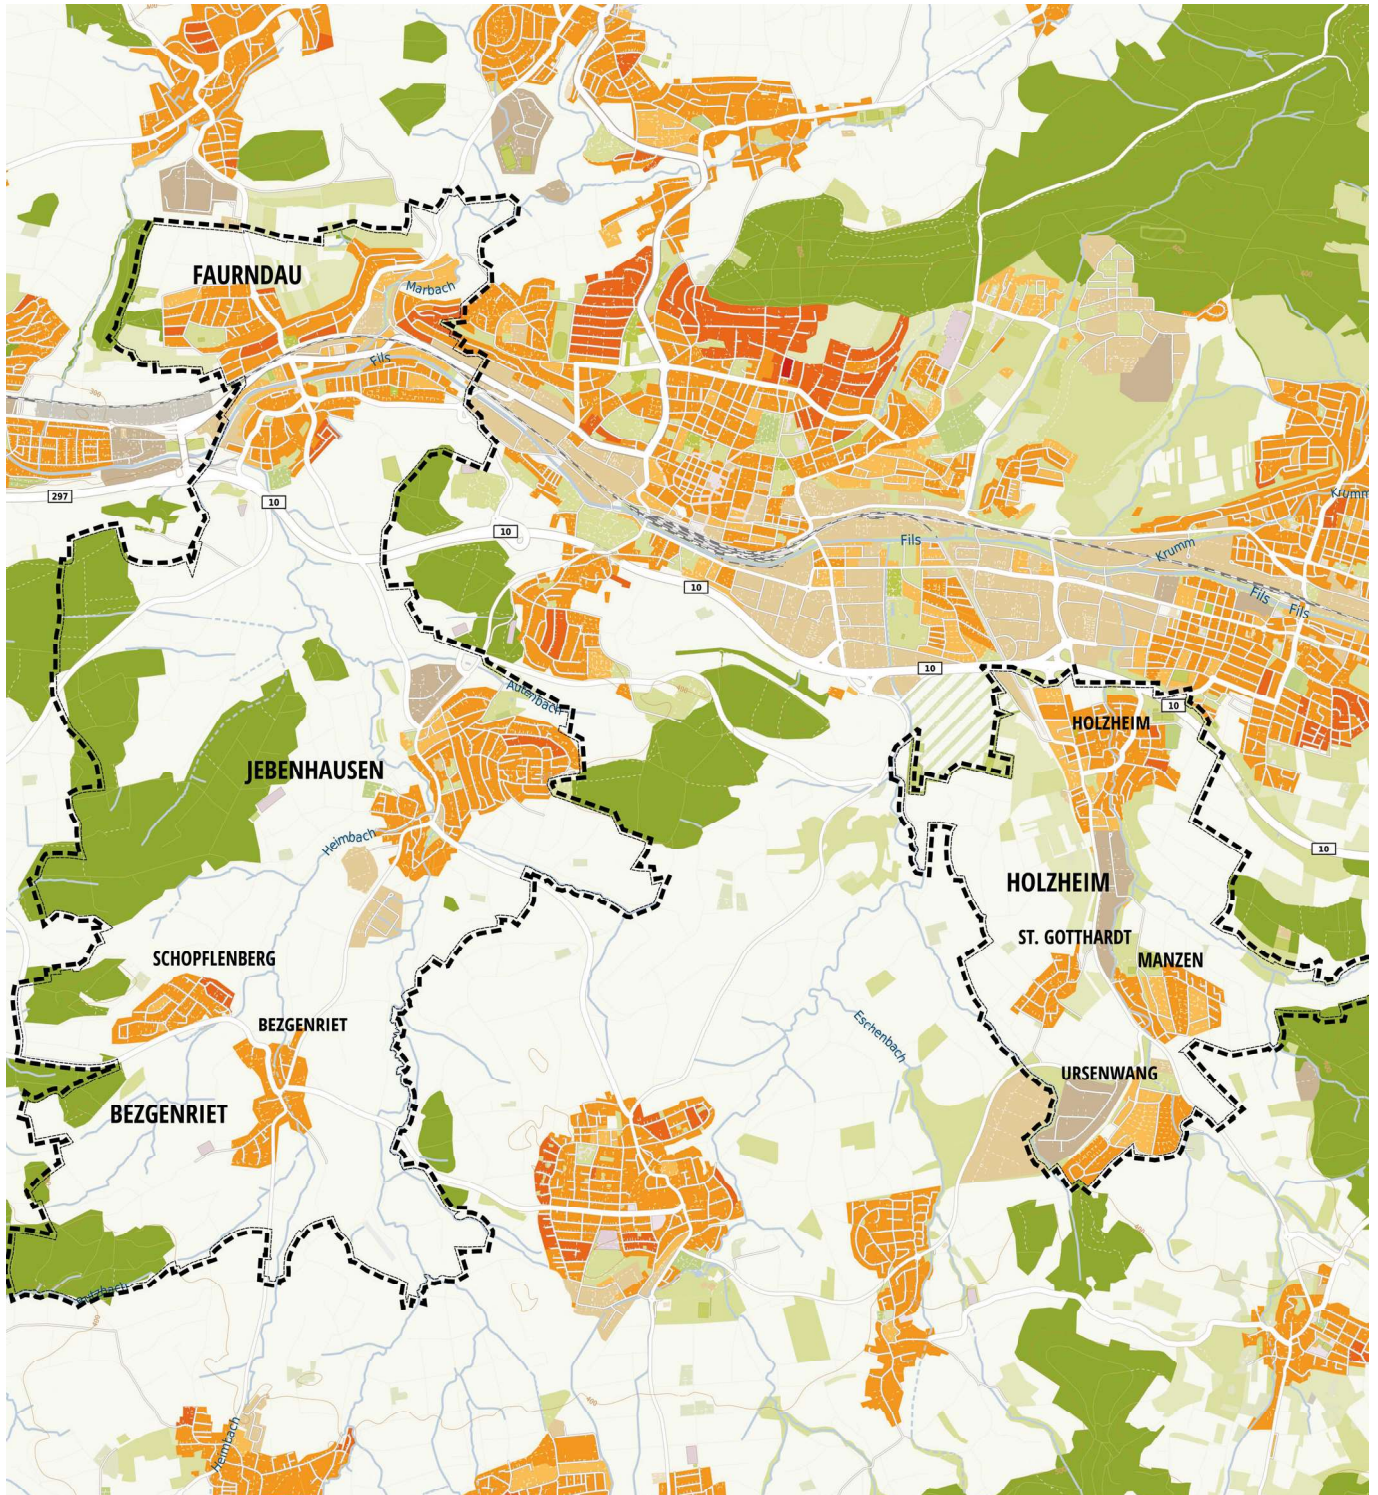 FAURNDAU
Marbach
Fils
297
10
10
Krumm
Fils
Krumm
10
Fils
Fils
10
Autenbach
10
HOLZHEIM
JEBENHAUSEN
Heimbach
10
HOLZHEIM
ST. GOTTHARDT
SCHOPFLENBERG
MANZEN
BEZGENRIET
Eschenbach
URSENWANG
BEZGENRIET
400
Heimbach